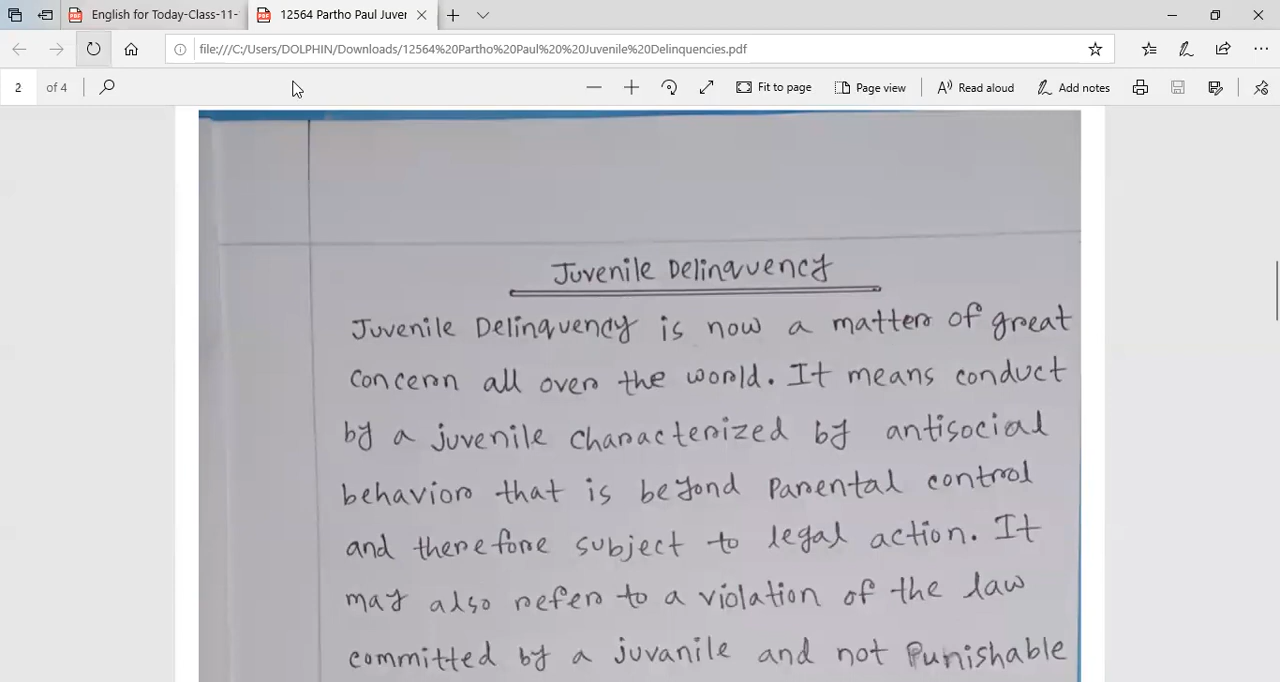 English for Today-Class-11-
12564 Partho Paul Juver
file:///C:/Users/DOLPHIN/Downloads/12564%20Partho%20Paul%20%20Juvenile%20Delinquencies.pdf
2 of 4
Fit to page
Page view
Read aloud
Add notes
Juvenile Delinquency
Juvenile Delinquency is now a matter of great
concern all over the world. It means conduct
by a juvenile characterized by antisocial
behavior that is beyond Parental control
and therefore subject to legal action. It
may also refer to a violation of the law
committed by a juvanile and not Punishable